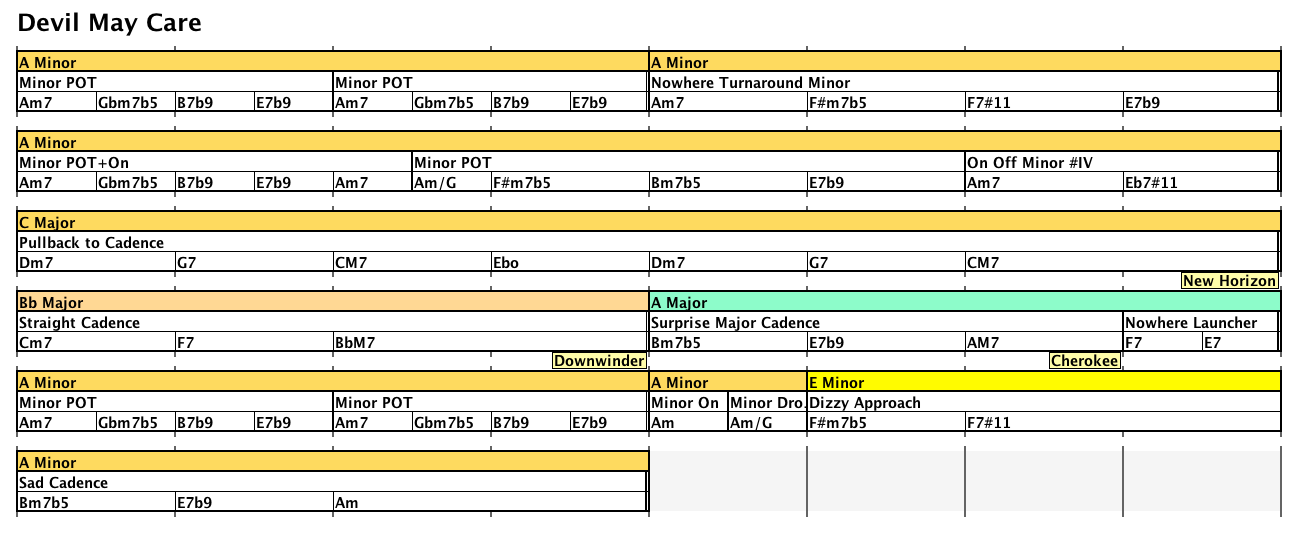 Devil May Care
A Minor A Minor
Minor POT Minor POT Nowhere Turnaround Minor
Am7 Gbm7b5 B7b9 E7b9 Am7 Gbm7b5 B7b9 E7b9 Am7 F#m7b5 F7#11 E7b9
A Minor
Minor POT+On Minor POT On Off Minor #IV
Am7 Gbm7b5 B7b9 E7b9 Am7 Am/G F#m7b5 Bm7b5 E7b9 Am7 Eb7#11
C Major
Pullback to Cadence
Dm7 G7 CM7 Ebo Dm7 G7 CM7
New Horizon
Bb Major A Major
Straight Cadence Surprise Major Cadence Nowhere Launcher
Cm7 F7 BbM7 Bm7b5 E7b9 AM7 F7 E7
Downwinder Cherokee
A Minor A Minor E Minor
Minor POT Minor POT Minor On Minor Dro. Dizzy Approach
Am7 Gbm7b5 B7b9 E7b9 Am7 Gbm7b5 B7b9 E7b9 Am Am/G F#m7b5 F7#11
A Minor
Sad Cadence
Bm7b5 E7b9 Am